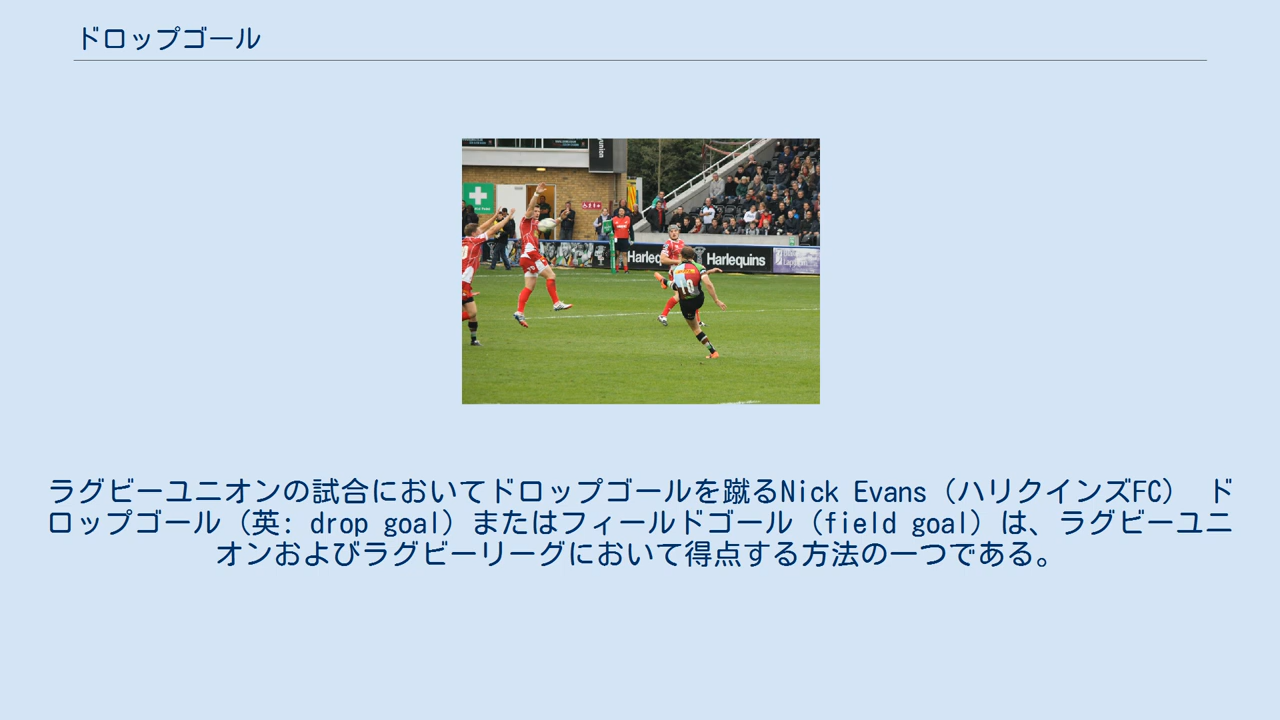 ドロップゴール
union
Harleq
Harlequins
10
ラグビーユニオンの試合においてドロップゴールを蹴るNick Evans（ハリクインズFC） ド
ロップゴール（英: drop goal）またはフィールドゴール（field goal）は、ラグビーユニ
オンおよびラグビーリーグにおいて得点する方法の一つである。